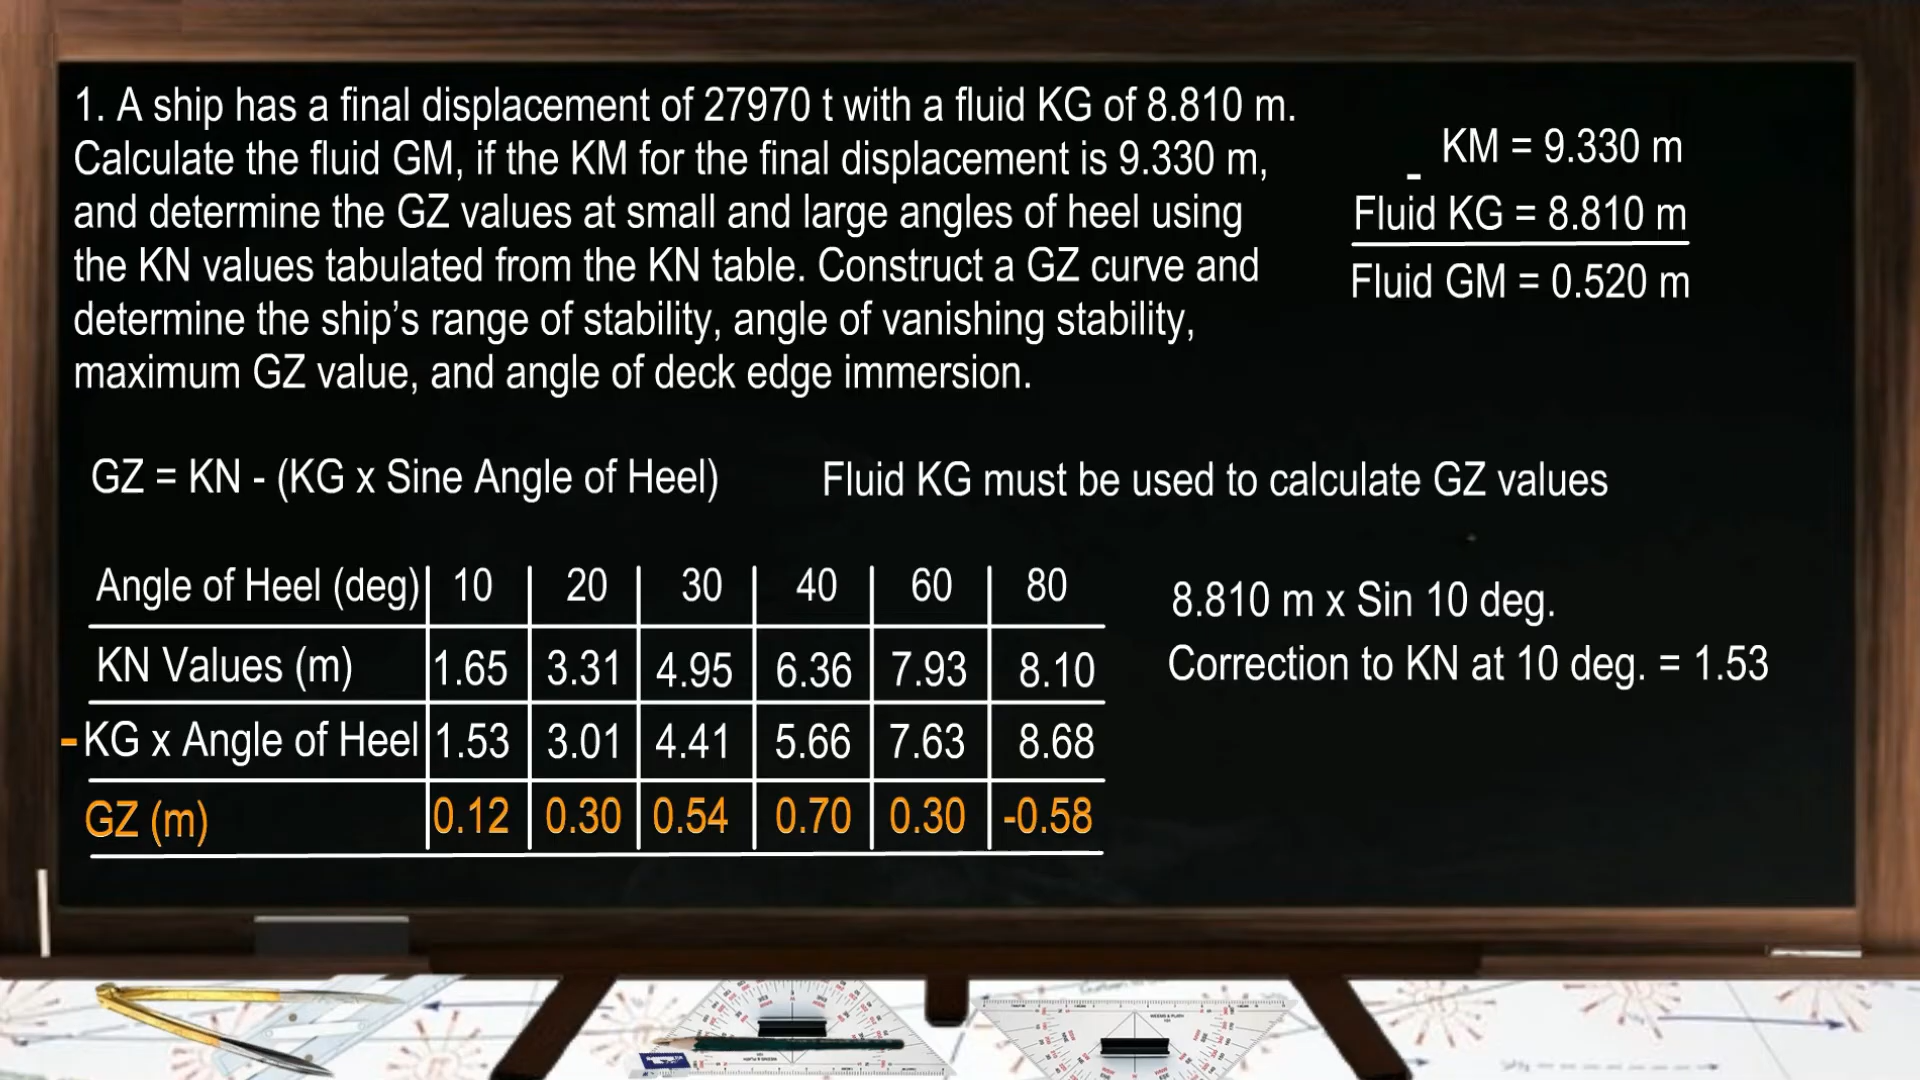 1. A ship has a final displacement of 27970 t with a fluid KG of 8.810 m.
Calculate the fluid GM, if the KM for the final displacement is 9.330 m,
and determine the GZ values at small and large angles of heel using
the KN values tabulated from the KN table. Construct a GZ curve and
determine the ship's range of stability, angle of vanishing stability,
maximum GZ value, and angle of deck edge immersion.
KM = 9.330 m
-
Fluid KG = 8.810 m
Fluid GM = 0.520 m
GZ = KN - (KG x Sine Angle of Heel)
Fluid KG must be used to calculate GZ values
Angle of Heel (deg) 10 20 30 40 60 80
KN Values (m) 1.65 3.31 4.95 6.36 7.93 8.10
-KG x Angle of Heel 1.53 3.01 4.41 5.66 7.63 8.68
GZ (m) 0.12 0.30 0.54 0.70 0.30 -0.58
8.810 m x Sin 10 deg.
Correction to KN at 10 deg. = 1.53